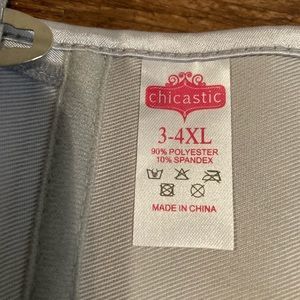 chicastic
3-4XL
90% POLYESTER
10% SPANDEX
MADE IN CHINA